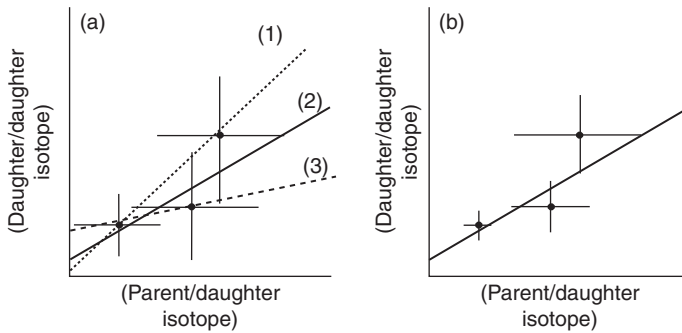 (a)
(1)
(2)
(3)
(Daughter/daughter
isotope)
(Parent/daughter
isotope)
(b)
(Daughter/daughter
isotope)
(Parent/daughter
isotope)